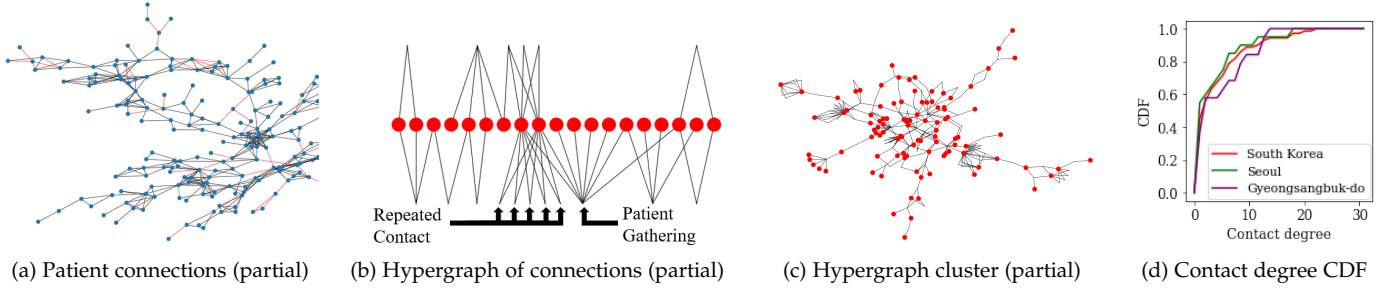 Repeated
Contact
Patient
Gathering
CDF
1.0
0.8
0.6
0.4
0.2
0.0
South Korea
Seoul
Gyeongsangbuk-do
0 10 20 30
Contact degree
(a) Patient connections (partial)
(b) Hypergraph of connections (partial)
(c) Hypergraph cluster (partial)
(d) Contact degree CDF